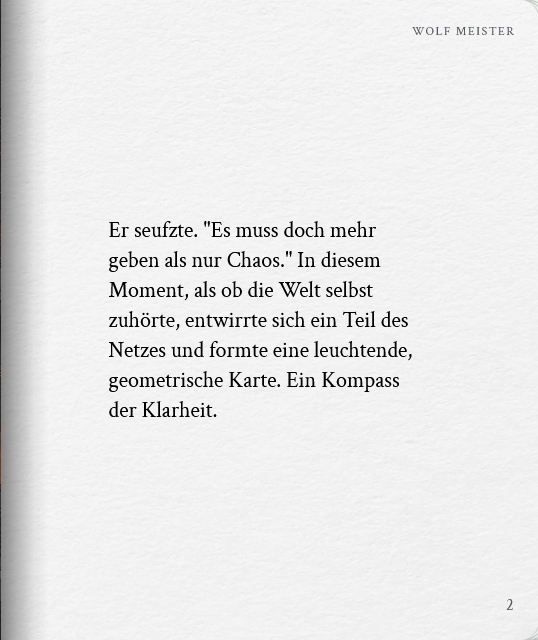 WOLF MEISTER
Er seufzte. "Es muss doch mehr
geben als nur Chaos." In diesem
Moment, als ob die Welt selbst
zuhörte, entwirrte sich ein Teil des
Netzes und formte eine leuchtende,
geometrische Karte. Ein Kompass
der Klarheit.
2